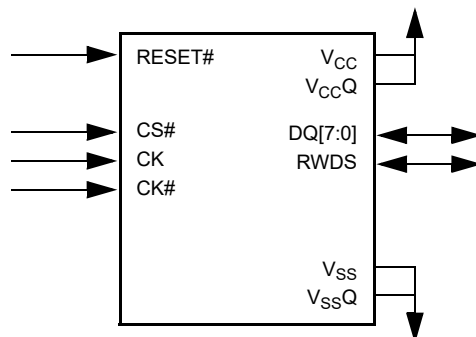 RESET#
CS#
CK
CK#
VCC
VCCQ
DQ[7:0]
RWDS
VSS
VSSQ